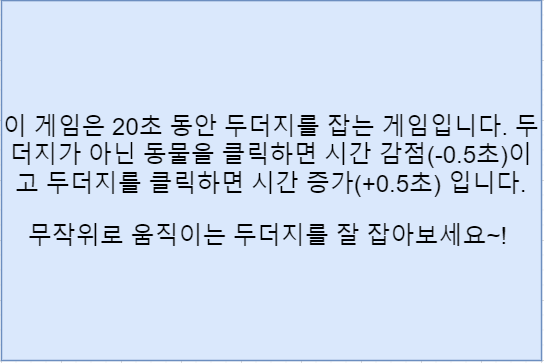 이 게임은 20초 동안 두더지를 잡는 게임입니다. 두
더지가 아닌 동물을 클릭하면 시간 감점(-0.5초)이
고 두더지를 클릭하면 시간 증가(+0.5초) 입니다.
무작위로 움직이는 두더지를 잘 잡아보세요~!